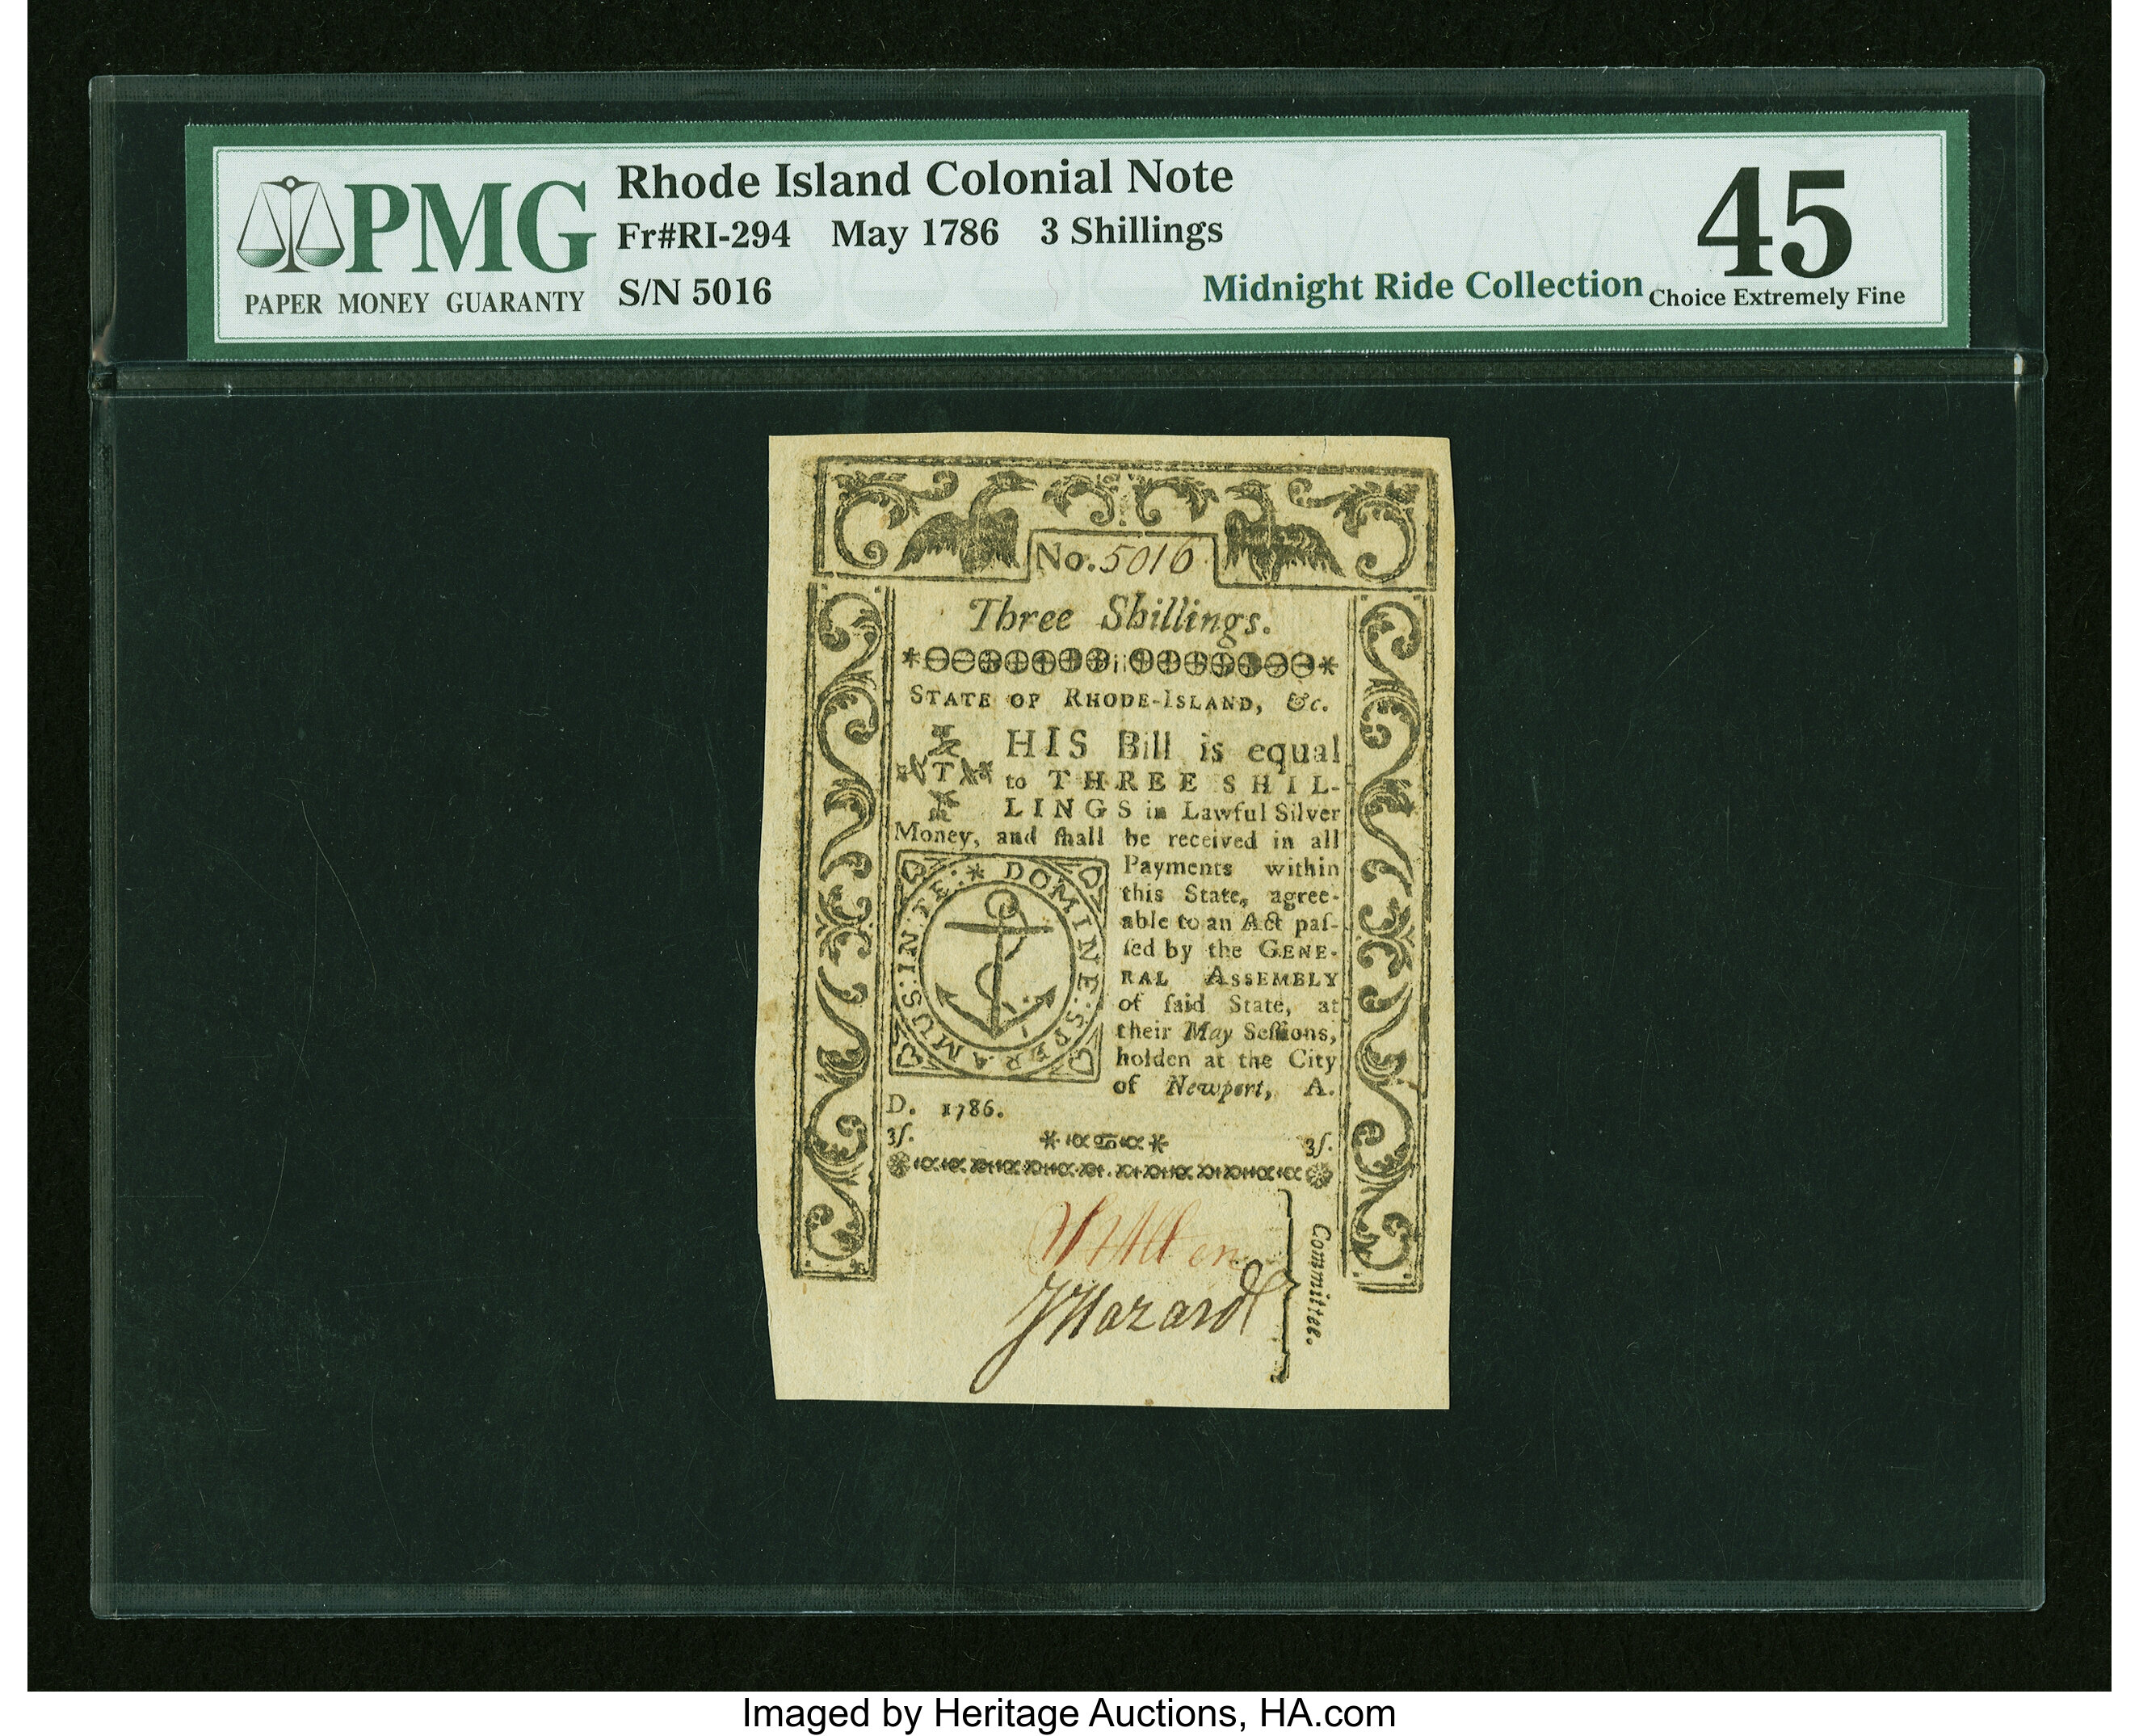 PMG
PAPER MONEY GUARANTY
Rhode Island Colonial Note
Fr#RI-294 May 1786 3 Shillings
S/N 5016
Midnight Ride Collection
45
Choice Extremely Fine
No. 5016
Three Shillings.
STATE OF RHODE-ISLAND, &c.
THIS Bill is equal
to THREE SHIL-
LINGS in Lawful Silver
Money, and ſhall be received in all
Payments within
this State, agree-
able to an Act paſ-
ſed by the GENE-
RAL ASSEMBLY
of ſaid State, at
their May Seſſions,
holden at the City
of Newport, A.
D. 1786.
DOMINE: SPERAMUS: IN: TE:
3ſ. 3ſ.
Allen
J Hazard
Committee.
Imaged by Heritage Auctions, HA.com